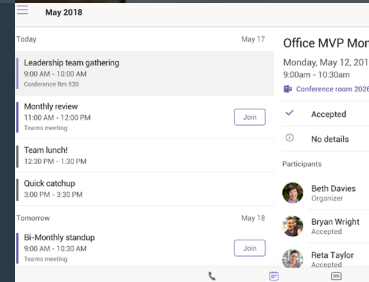 May 2018
Today May 17
Leadership team gathering
9:00 AM - 10:00 AM
Conference Rm 520
Monthly review
11:00 AM - 12:00 PM
Teams meeting
Join
Team lunch!
12:30 PM - 1:30 PM
Quick catchup
3:00 PM - 3:30 PM
Tomorrow May 18
Bi-Monthly standup
9:00 AM - 10:30 AM
Teams meeting
Join
Office MVP Mon
Monday, May 12, 201
9:00am - 10:30am
Conference room 2026
Accepted
No details
Participants
Beth Davies
Organizer
Bryan Wright
Accepted
Reta Taylor
Accepted